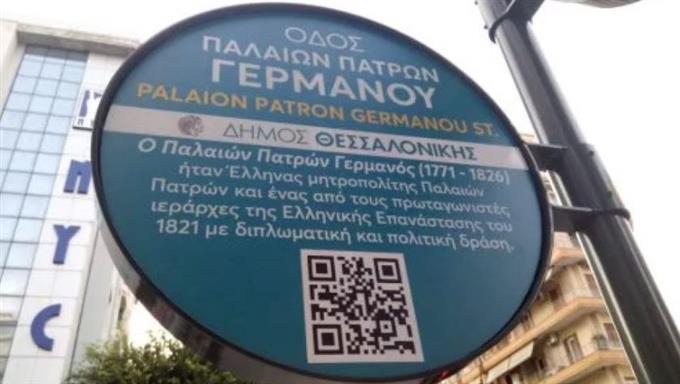 ΟΔΟΣ
ΠΑΛΑΙΩΝ ΠΑΤΡΩΝ
ΓΕΡΜΑΝΟΥ
PALAION PATRON GERMANOU ST.
ΔΗΜΟΣ ΘΕΣΣΑΛΟΝΙΚΗΣ
Ο Παλαιών Πατρών Γερμανός (1771 - 1826)
ήταν Έλληνας μητροπολίτης Παλαιών
Πατρών και ένας από τους πρωταγωνιστές
ιεράρχες της Ελληνικής Επανάστασης του
1821 με διπλωματική και πολιτική δράση.